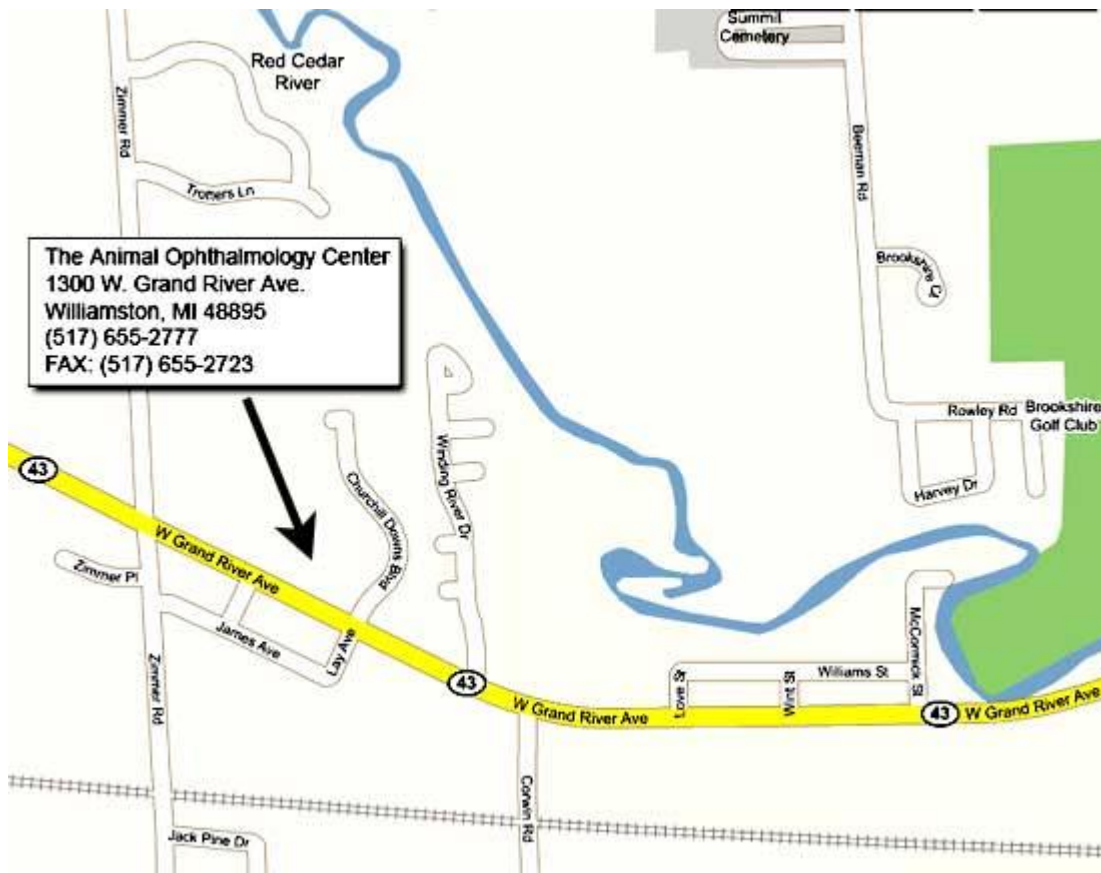 Summit
Cemetery
Red Cedar
River
Zimmer Rd
Beeman Rd
Trotters Ln
The Animal Ophthalmology Center
1300 W. Grand River Ave.
Williamston, MI 48895
(517) 655-2777
FAX: (517) 655-2723
Brookshire Ct
Rowley Rd
Brookshire
Golf Club
43
Winding River Dr
Churchill Downs Blvd
Harvey Dr
W Grand River Ave
Zimmer Pl
James Ave
Lay Ave
McCormick St
Zimmer Rd
43
Williams St
Love St
Wint St
W Grand River Ave
43
W Grand River Ave
Corwin Rd
Jack Pine Dr